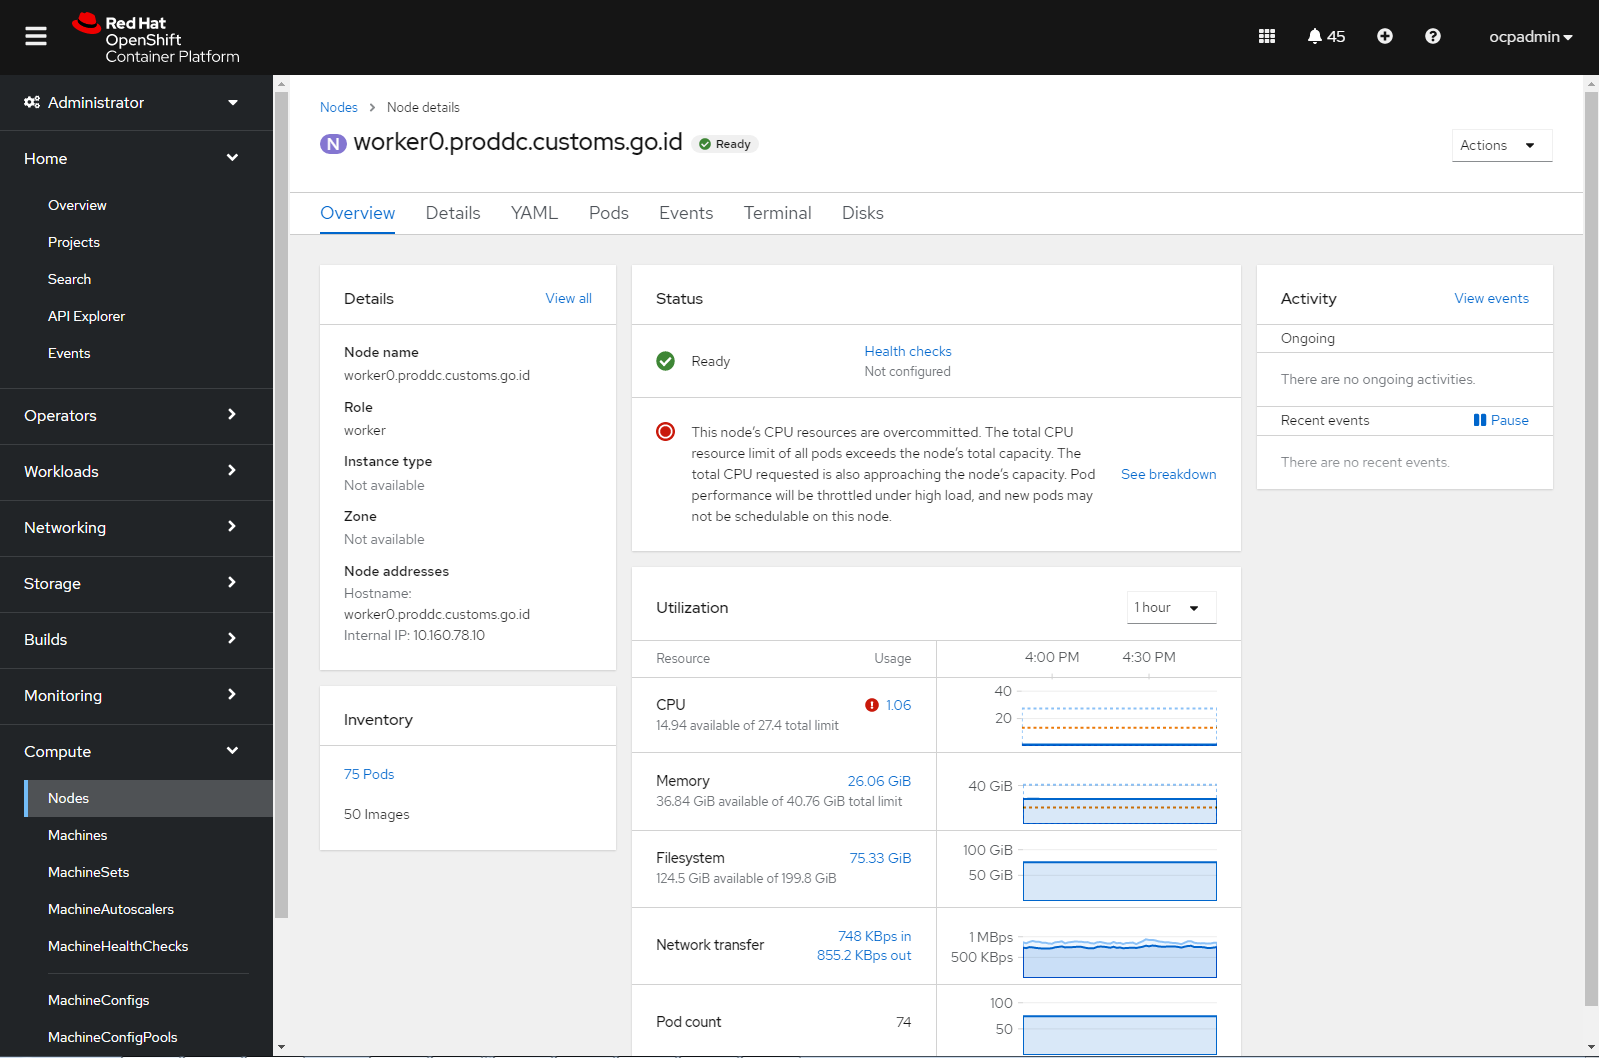 Red Hat
OpenShift
Container Platform
45
ocpadmin
Administrator
Home
Overview
Projects
Search
API Explorer
Events
Operators
Workloads
Networking
Storage
Builds
Monitoring
Compute
Nodes
Machines
MachineSets
MachineAutoscalers
MachineHealthChecks
MachineConfigs
MachineConfigPools
Nodes > Node details
N worker0.proddc.customs.go.id Ready
Actions
Overview Details YAML Pods Events Terminal Disks
Details View all
Node name
worker0.proddc.customs.go.id
Role
worker
Instance type
Not available
Zone
Not available
Node addresses
Hostname:
worker0.proddc.customs.go.id
Internal IP: 10.160.78.10
Inventory
75 Pods
50 Images
Status
Ready
Health checks
Not configured
This node's CPU resources are overcommitted. The total CPU
resource limit of all pods exceeds the node's total capacity. The
total CPU requested is also approaching the node's capacity. Pod
performance will be throttled under high load, and new pods may
not be schedulable on this node.
See breakdown
Utilization
1 hour
Resource Usage 4:00 PM 4:30 PM
CPU 1.06
14.94 available of 27.4 total limit
40
20
Memory 26.06 GiB
36.84 GiB available of 40.76 GiB total limit
40 GiB
Filesystem 75.33 GiB
124.5 GiB available of 199.8 GiB
100 GiB
50 GiB
Network transfer
748 KBps in
855.2 KBps out
1 MBps
500 KBps
Pod count 74
100
50
Activity View events
Ongoing
There are no ongoing activities.
Recent events Pause
There are no recent events.